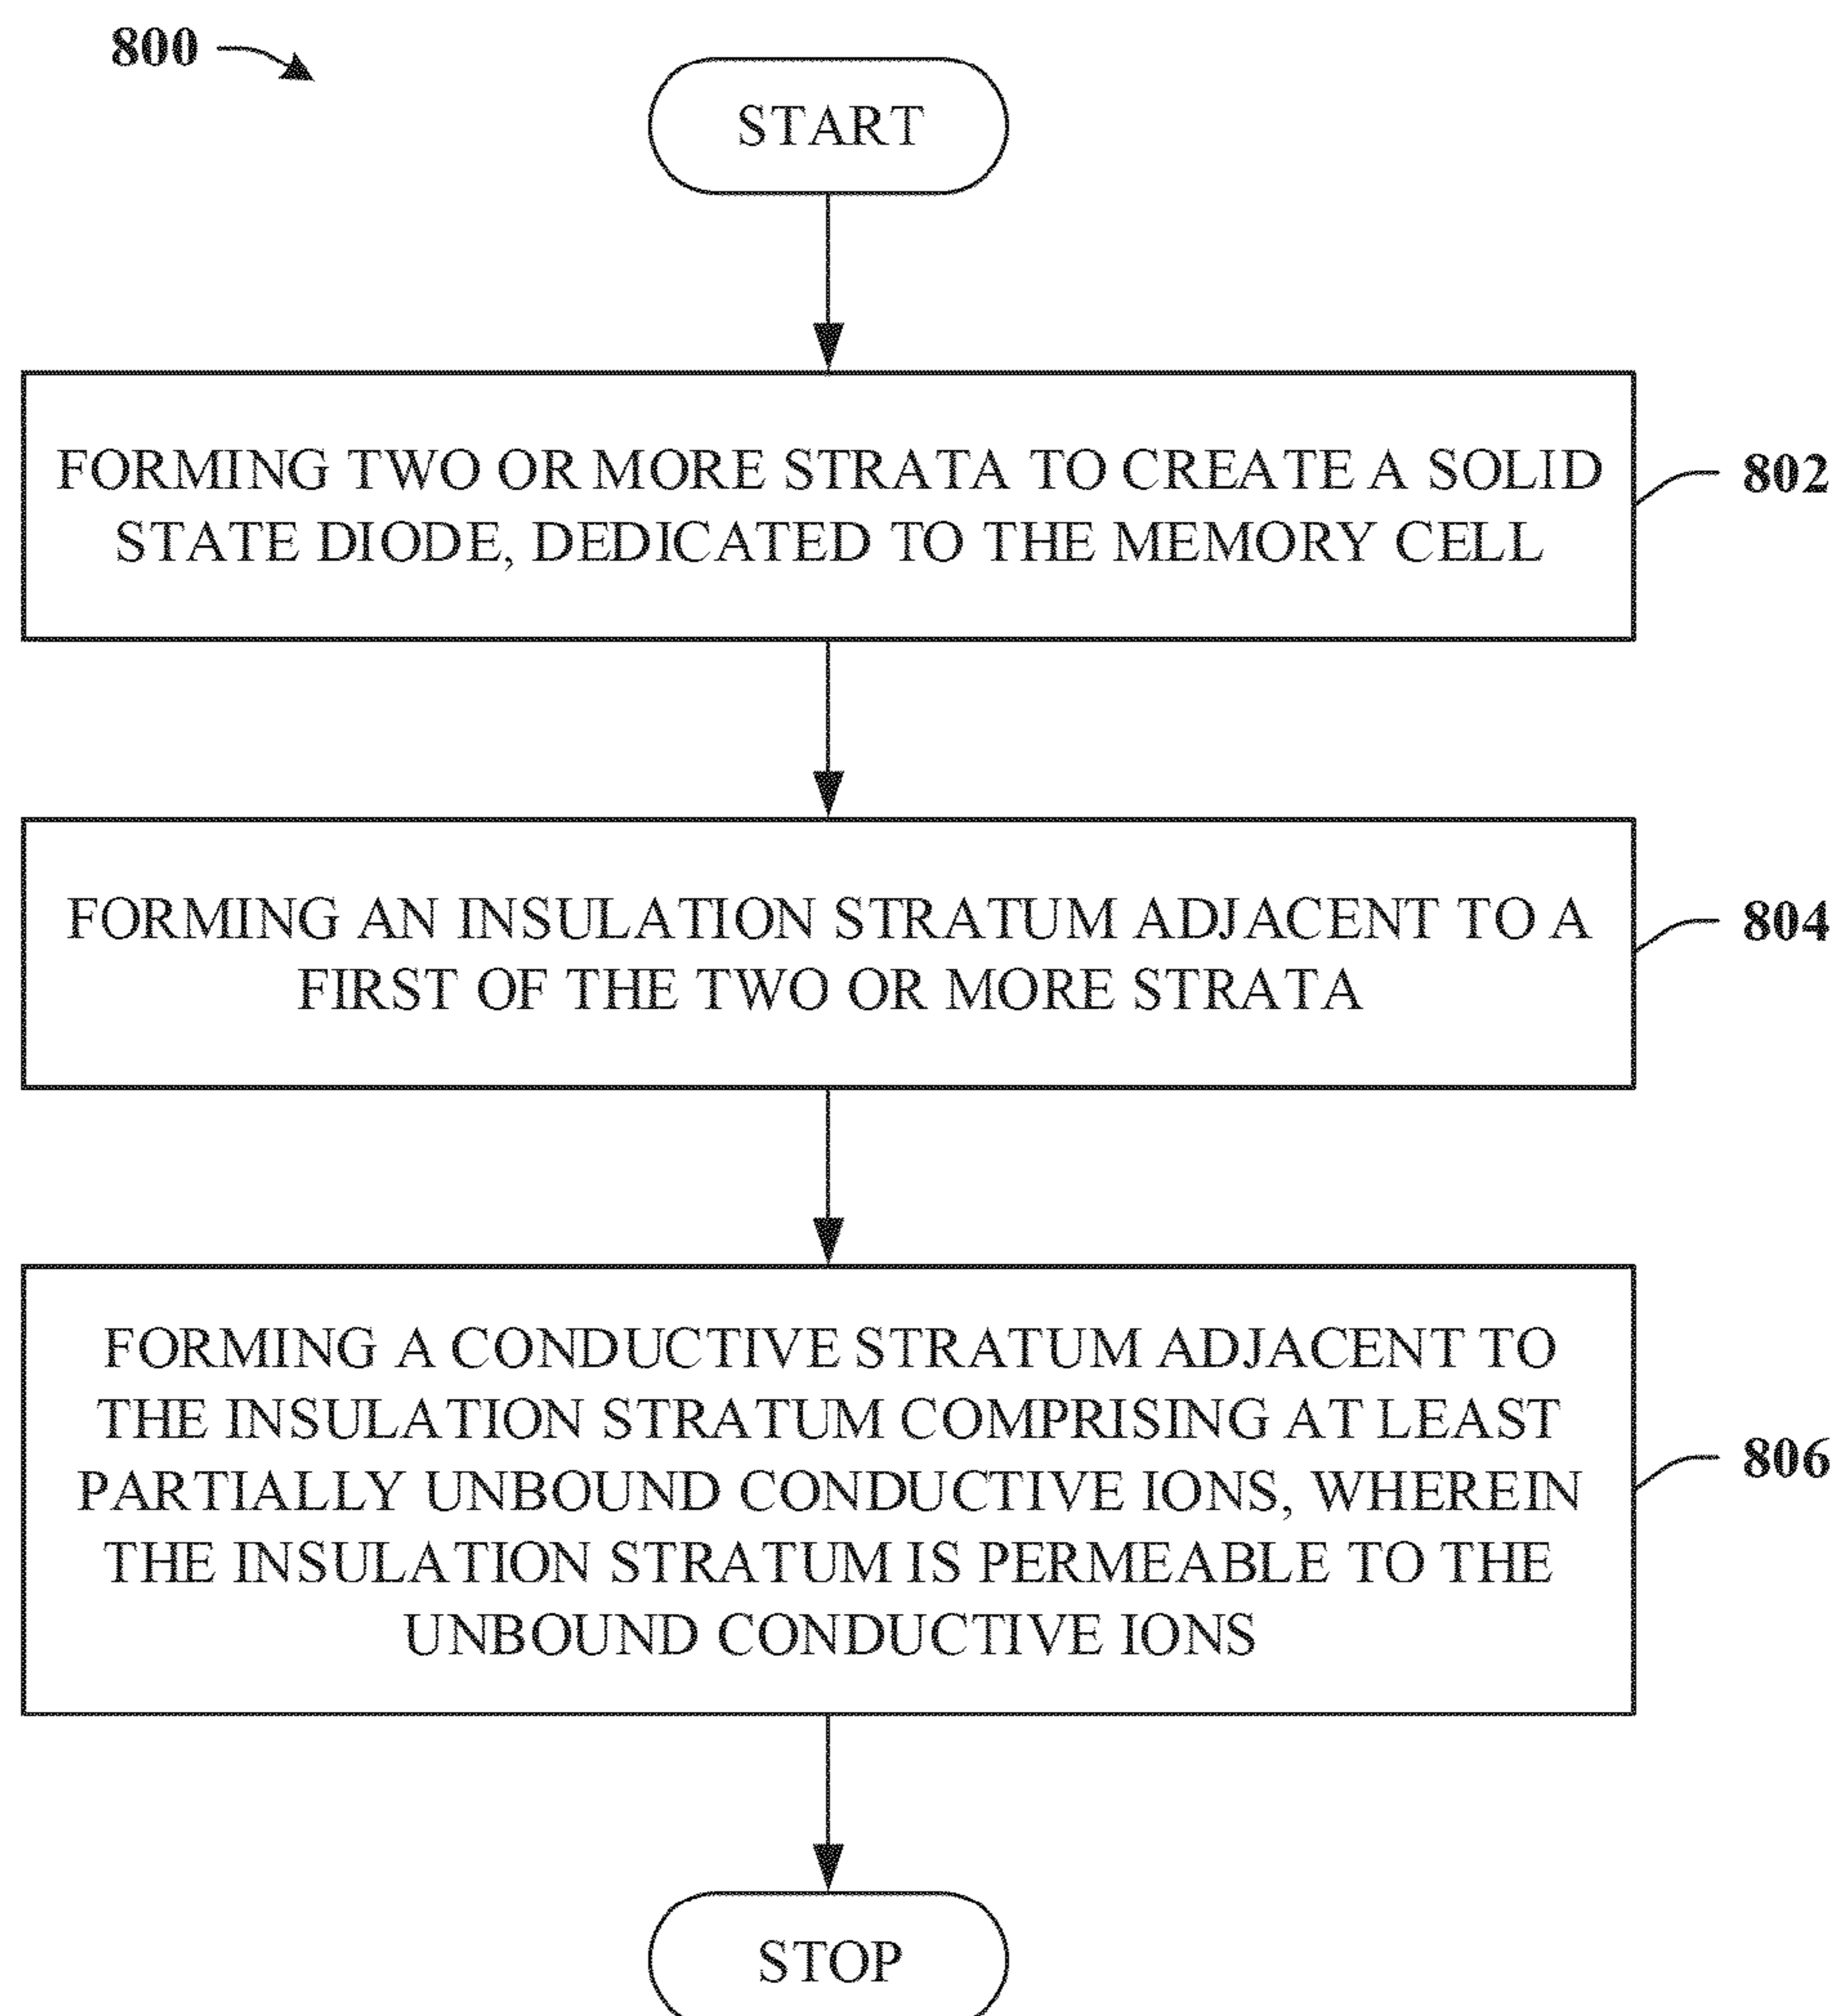 800
START
FORMING TWO OR MORE STRATA TO CREATE A SOLID
STATE DIODE, DEDICATED TO THE MEMORY CELL
802
FORMING AN INSULATION STRATUM ADJACENT TO A
FIRST OF THE TWO OR MORE STRATA
804
FORMING A CONDUCTIVE STRATUM ADJACENT TO
THE INSULATION STRATUM COMPRISING AT LEAST
PARTIALLY UNBOUND CONDUCTIVE IONS, WHEREIN
THE INSULATION STRATUM IS PERMEABLE TO THE
UNBOUND CONDUCTIVE IONS
806
STOP